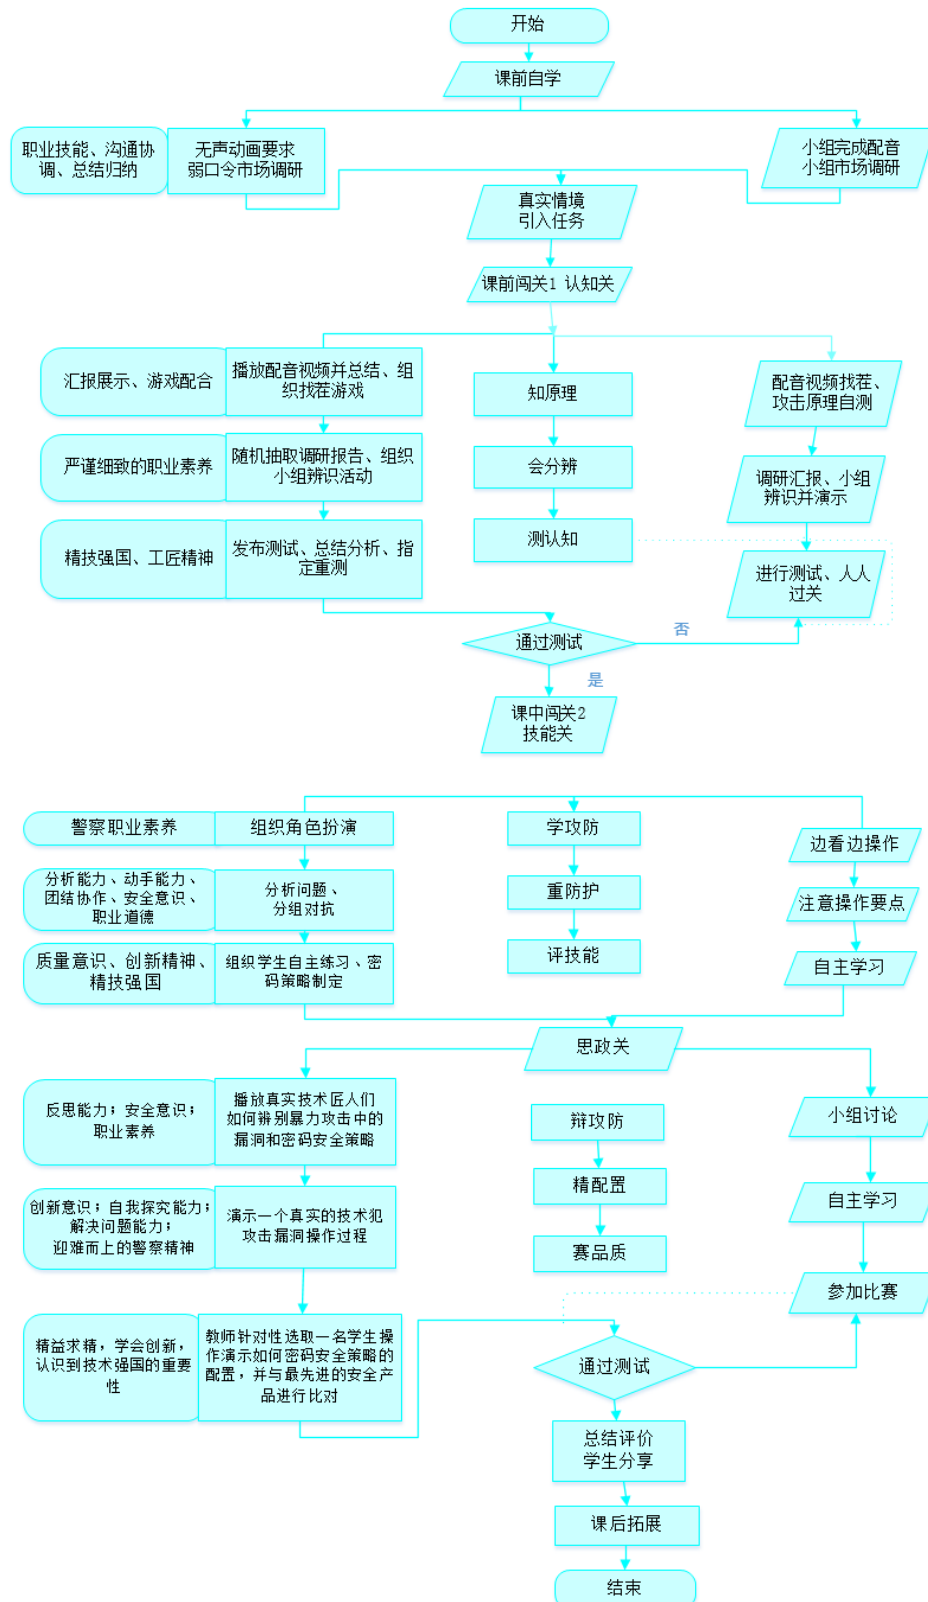 开始
课前自学
职业技能、沟通协
调、总结归纳
无声动画要求
弱口令市场调研
小组完成配音
小组市场调研
真实情境
引入任务
课前闯关1 认知关
汇报展示、游戏配合
播放配音视频并总结、组
织找茬游戏
知原理
配音视频找茬、
攻击原理自测
严谨细致的职业素养
随机抽取调研报告、组织
小组辨识活动
会分辨
调研汇报、小组
辨识并演示
精技强国、工匠精神
发布测试、总结分析、指
定重测
测认知
进行测试、人人
过关
通过测试
否
是
课中闯关2
技能关
警察职业素养
组织角色扮演
学攻防
边看边操作
分析能力、动手能力、
团结协作、安全意识、
职业道德
分析问题、
分组对抗
重防护
注意操作要点
质量意识、创新精神、
精技强国
组织学生自主练习、密
码策略制定
评技能
自主学习
思政关
反思能力；安全意识；
职业素养
播放真实技术匠人们
如何辨别暴力攻击中的
漏洞和密码安全策略
辩攻防
小组讨论
创新意识；自我探究能力；
解决问题能力；
迎难而上的警察精神
演示一个真实的技术犯
攻击漏洞操作过程
精配置
自主学习
赛品质
参加比赛
精益求精，学会创新，
认识到技术强国的重要
性
教师针对性选取一名学生操
作演示如何密码安全策略的
配置，并与最先进的安全产
品进行比对
通过测试
总结评价
学生分享
课后拓展
结束